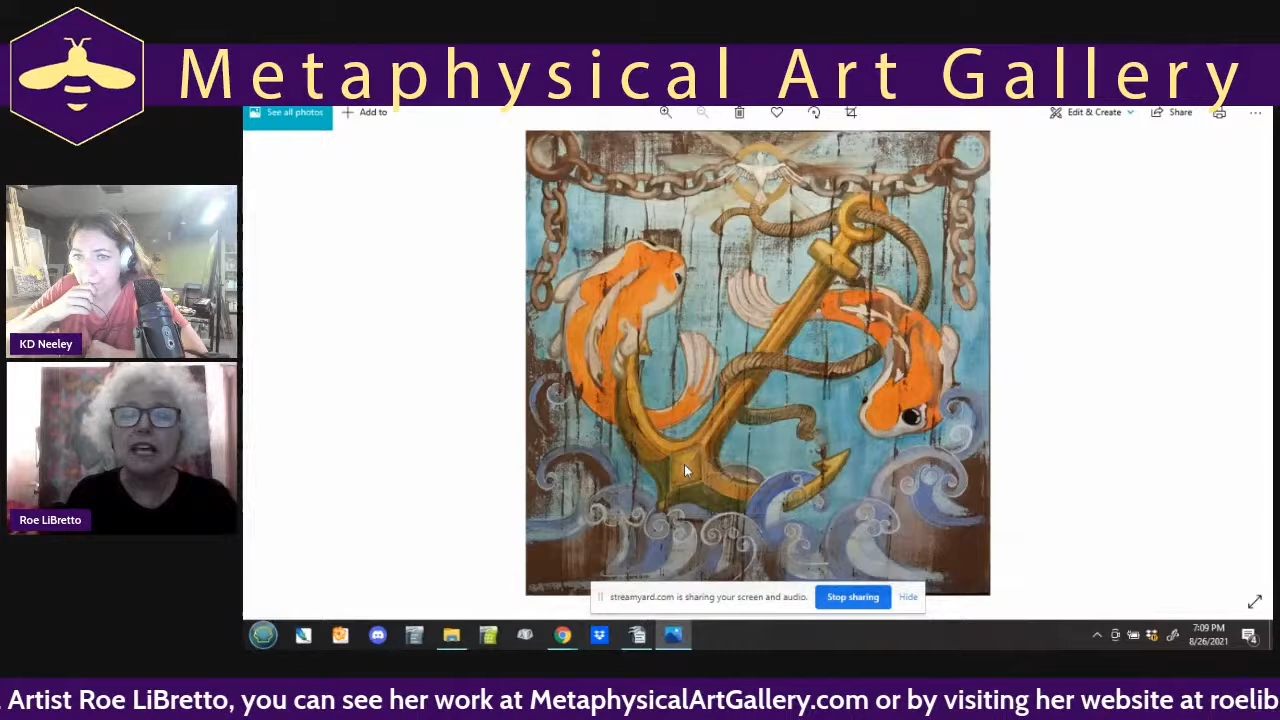 Metaphysical Art Gallery
See all photos
Add to
Edit & Create
Share
KD Neeley
Roe LiBretto
streamyard.com is sharing your screen and audio.
Stop sharing
Hide
7:09 PM
8/26/2021
4
. Artist Roe LiBretto, you can see her work at MetaphysicalArtGallery.com or by visiting her website at roelib